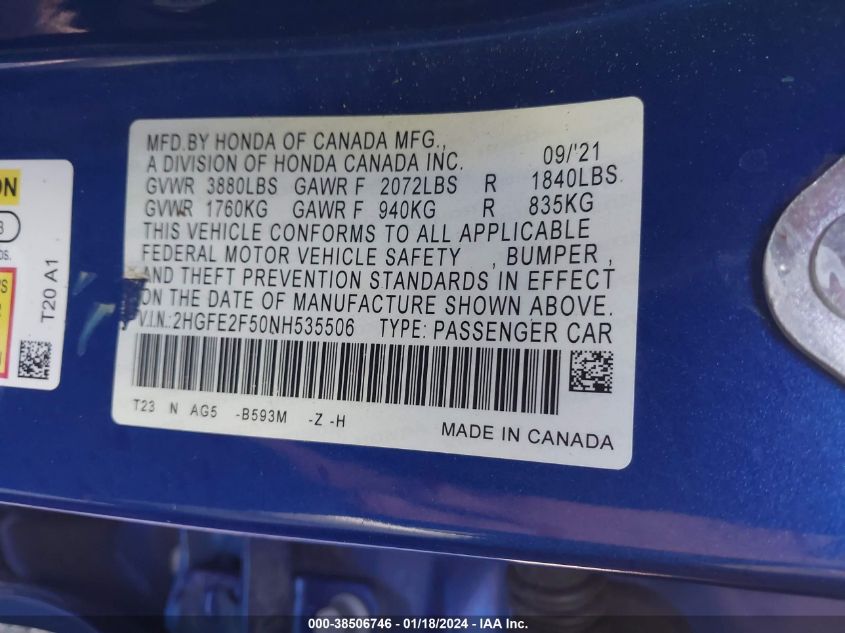 MFD.BY HONDA OF CANADA MFG.,
A DIVISION OF HONDA CANADA INC. 09/'21
GVWR 3880LBS GAWR F 2072LBS R 1840LBS
GVWR 1760KG GAWR F 940KG R 835KG
THIS VEHICLE CONFORMS TO ALL APPLICABLE
FEDERAL MOTOR VEHICLE SAFETY , BUMPER ,
AND THEFT PREVENTION STANDARDS IN EFFECT
ON THE DATE OF MANUFACTURE SHOWN ABOVE.
V.I.N.:2HGFE2F50NH535506 TYPE: PASSENGER CAR
T23 N AG5 -B593M -Z -H
MADE IN CANADA
T20 A1
000-38506746 - 01/18/2024 - IAA Inc.